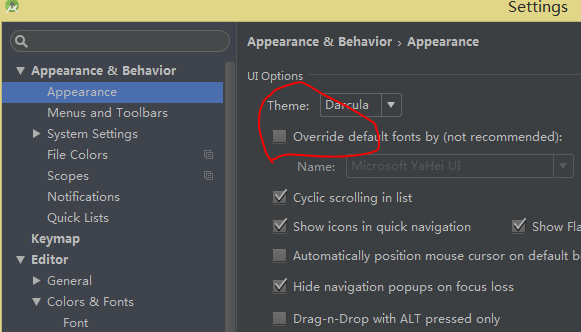 Settings
Appearance & Behavior › Appearance
Appearance & Behavior
Appearance
Menus and Toolbars
System Settings
File Colors
Scopes
Notifications
Quick Lists
Keymap
Editor
General
Colors & Fonts
Font
UI Options
Theme: Darcula
Override default fonts by (not recommended):
Name: Microsoft YaHei UI
Cyclic scrolling in list
Show icons in quick navigation Show Fla
Automatically position mouse cursor on default b
Hide navigation popups on focus loss
Drag-n-Drop with ALT pressed only